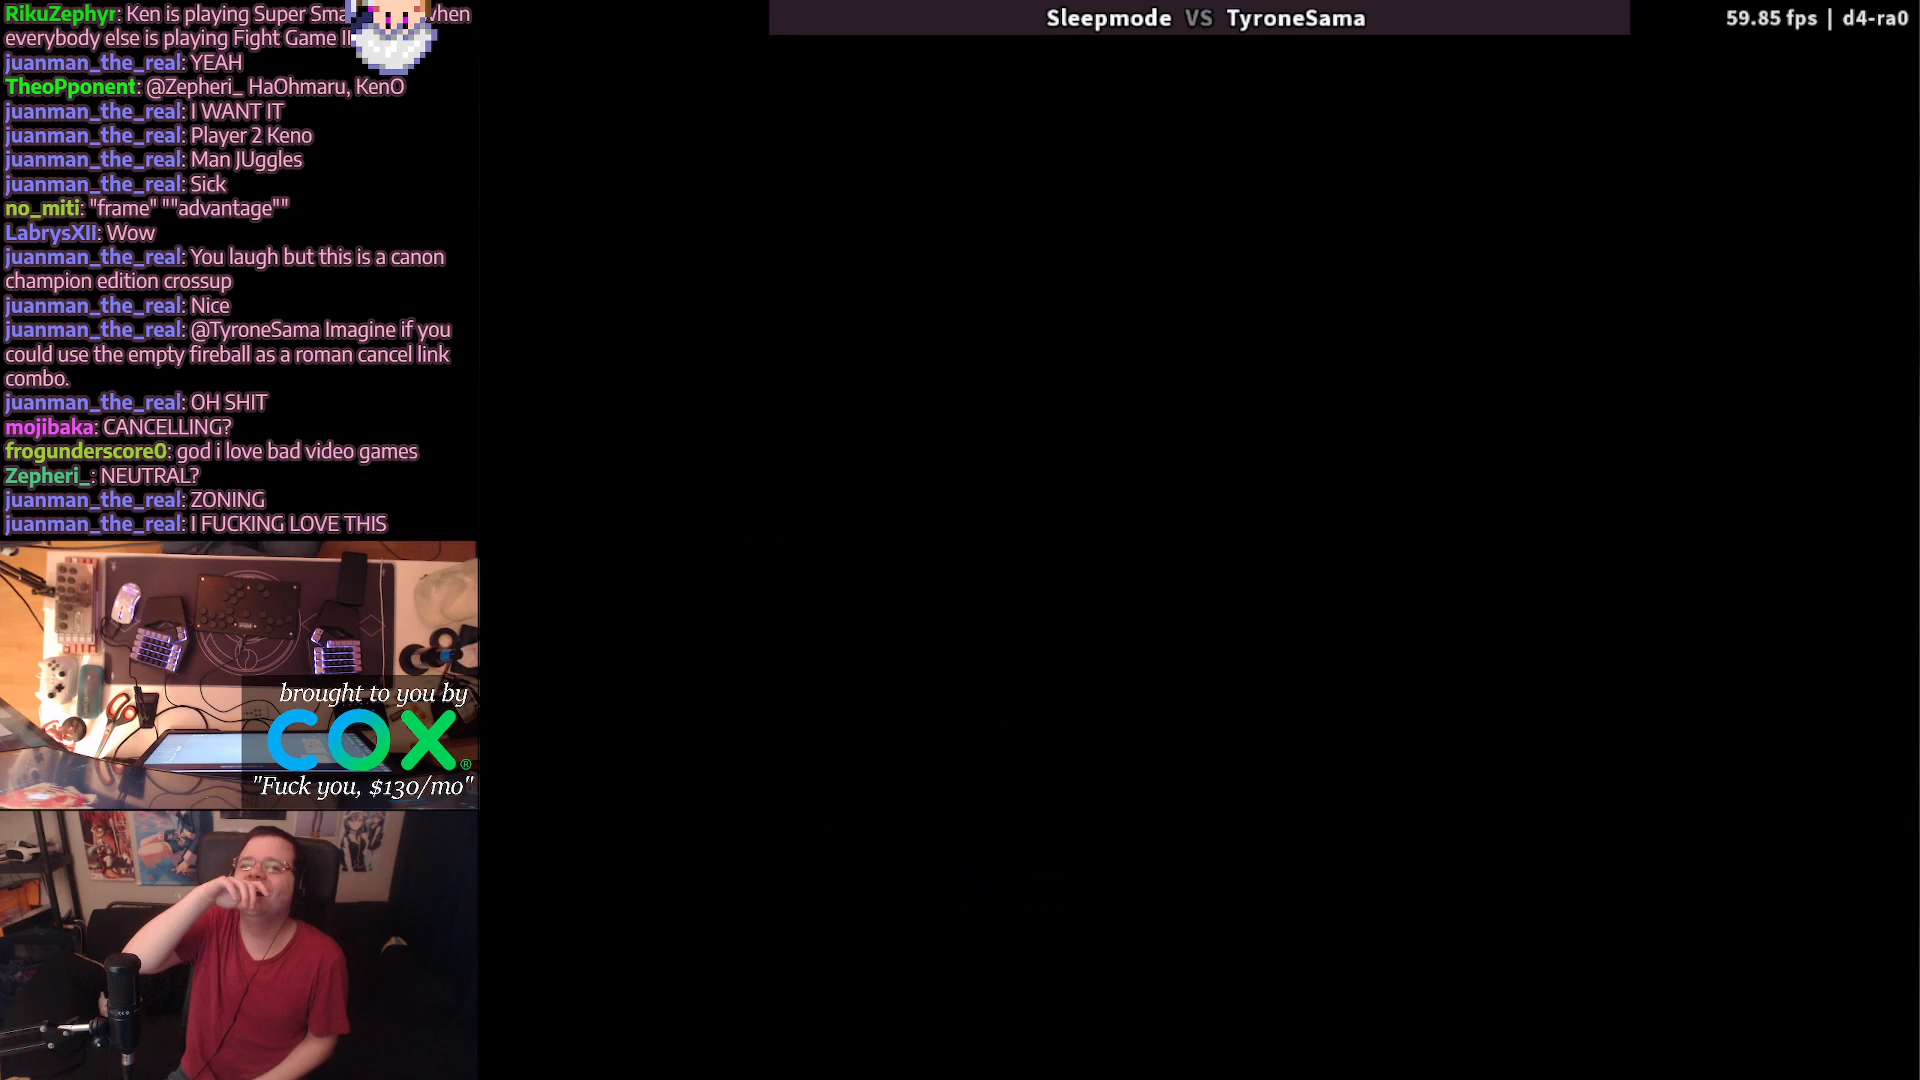 RikuZephyr: Ken is playing Super Sma
everybody else is playing Fight Game
juanman_the_real: YEAH
TheoPponent: @Zepheri_ HaOhmaru, KenO
juanman_the_real: I WANT IT
juanman_the_real: Player 2 Keno
juanman_the_real: Man JUggles
juanman_the_real: Sick
no_miti: "frame" ""advantage""
LabrysXII: Wow
juanman_the_real: You laugh but this is a canon
champion edition crossup
juanman_the_real: Nice
juanman_the_real: @TyroneSama Imagine if you
could use the empty fireball as a roman cancel link
combo.
juanman_the_real: OH SHIT
mojibaka: CANCELLING?
frogunderscore0: god i love bad video games
Zepheri_: NEUTRAL?
juanman_the_real: ZONING
juanman_the_real: I FUCKING LOVE THIS
brought to you by
COX®
"Fuck you, $130/mo"
Sleepmode VS TyroneSama
59.85 fps | d4-ra0